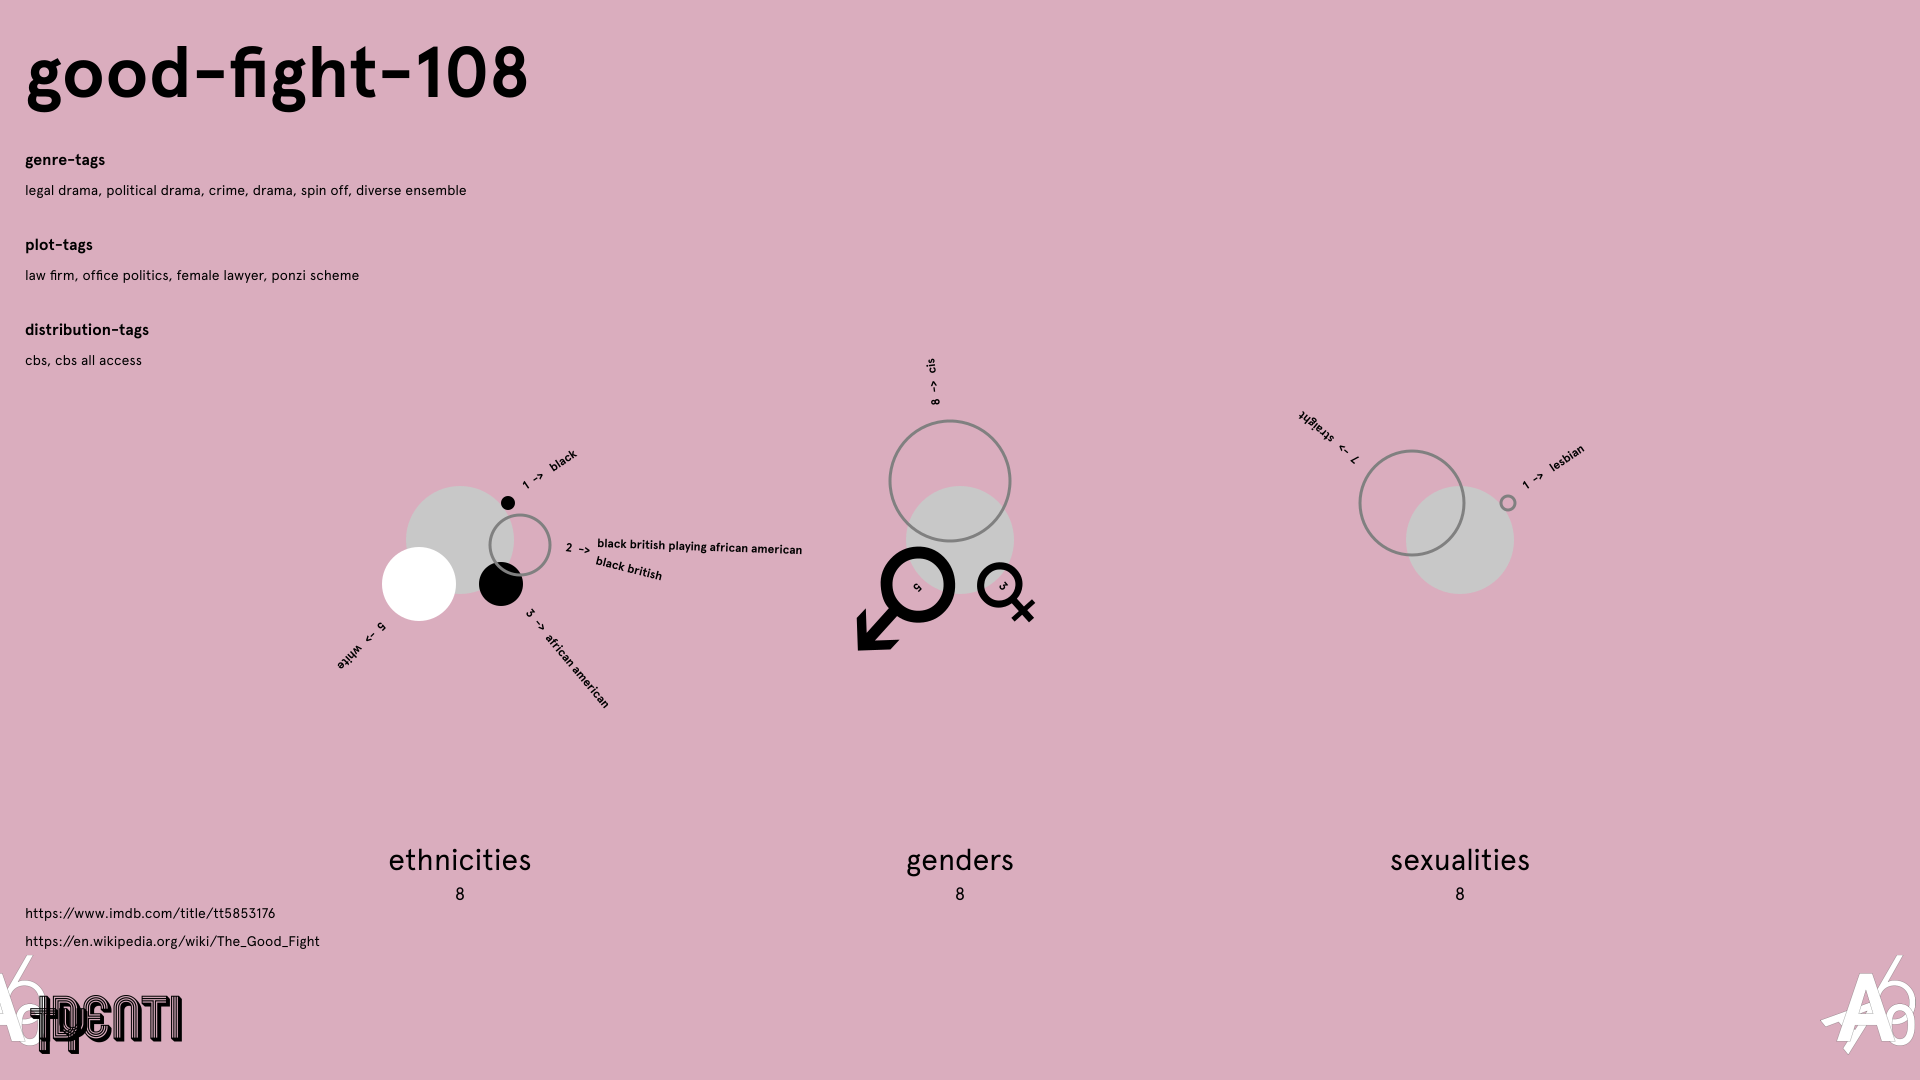 good-fight-108
genre-tags
legal drama, political drama, crime, drama, spin off, diverse ensemble
plot-tags
law firm, office politics, female lawyer, ponzi scheme
distribution-tags
cbs, cbs all access
1 -> black
2 -> black british playing african american
black british
3 -> african american
5 -> white
8 -> cis
5
3
7 -> straight
1 -> lesbian
ethnicities
8
genders
8
sexualities
8
https://www.imdb.com/title/tt5853176
https://en.wikipedia.org/wiki/The_Good_Fight
IDENTI